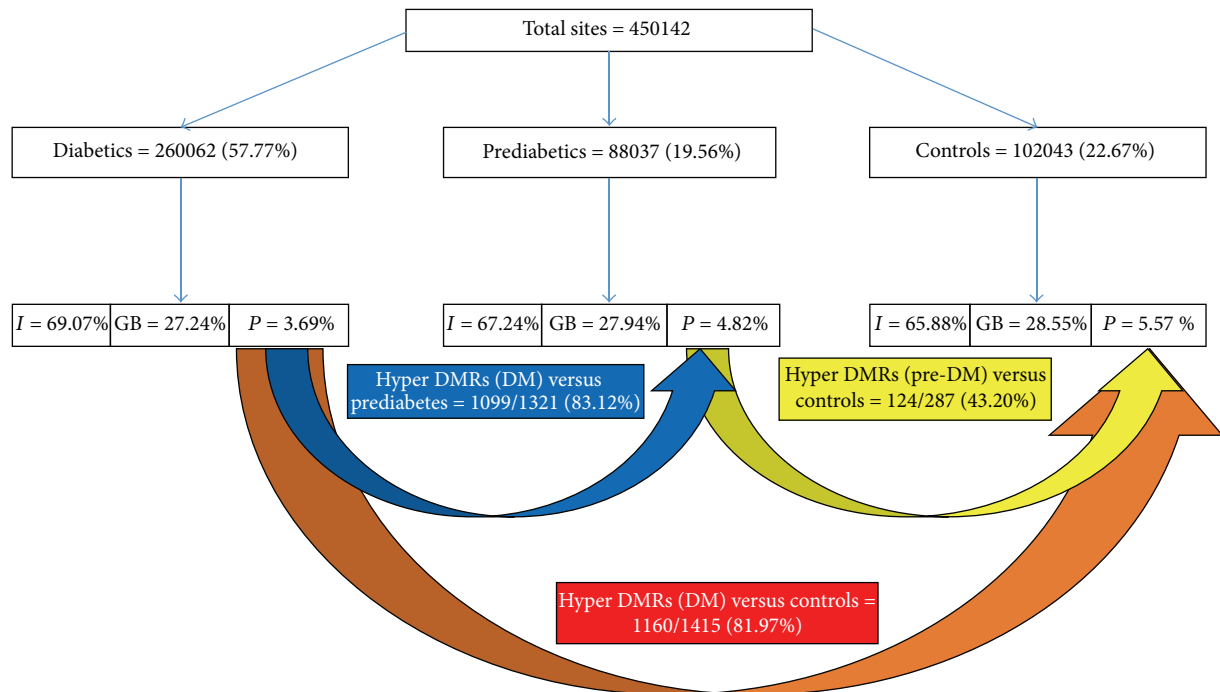 Total sites = 450142
Diabetics = 260062 (57.77%)
Prediabetics = 88037 (19.56%)
Controls = 102043 (22.67%)
I = 69.07%
GB = 27.24%
P = 3.69%
I = 67.24%
GB = 27.94%
P = 4.82%
I = 65.88%
GB = 28.55%
P = 5.57 %
Hyper DMRs (DM) versus
prediabetes = 1099/1321 (83.12%)
Hyper DMRs (pre-DM) versus
controls = 124/287 (43.20%)
Hyper DMRs (DM) versus controls =
1160/1415 (81.97%)